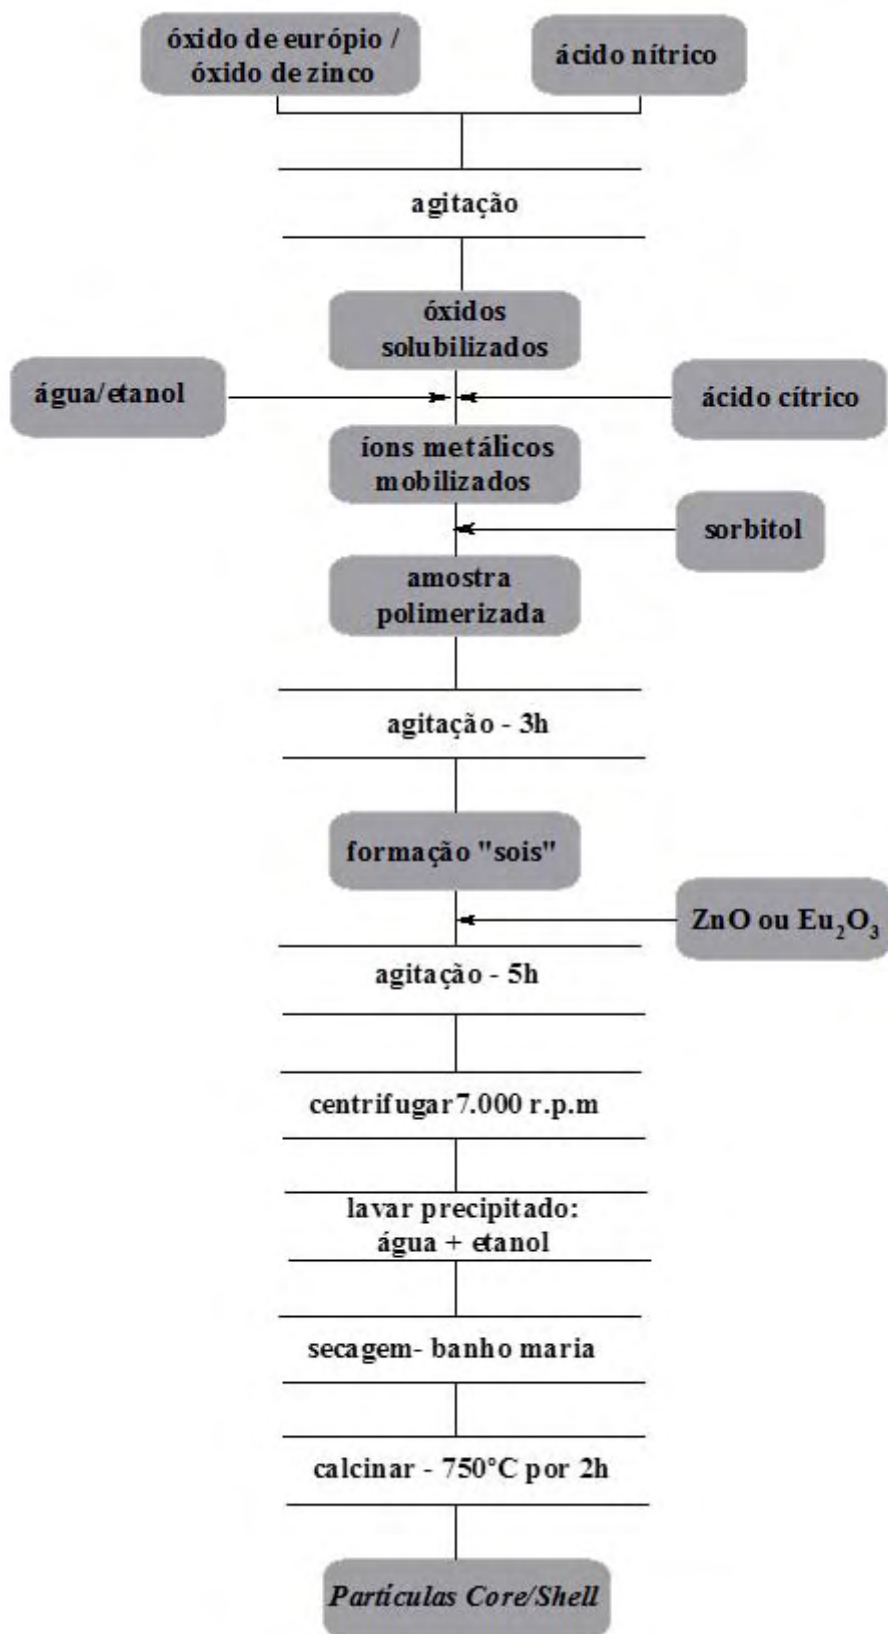 óxido de európio /
óxido de zinco
ácido nítrico
agitação
óxidos
solubilizados
água/etanol
ácido cítrico
íons metálicos
mobilizados
sorbitol
amostra
polimerizada
agitação - 3h
formação "sois"
ZnO ou Eu₂O₃
agitação - 5h
centrifugar7.000 r.p.m
lavar precipitado:
água + etanol
secagem- banho maria
calcinar - 750°C por 2h
Partículas Core/Shell